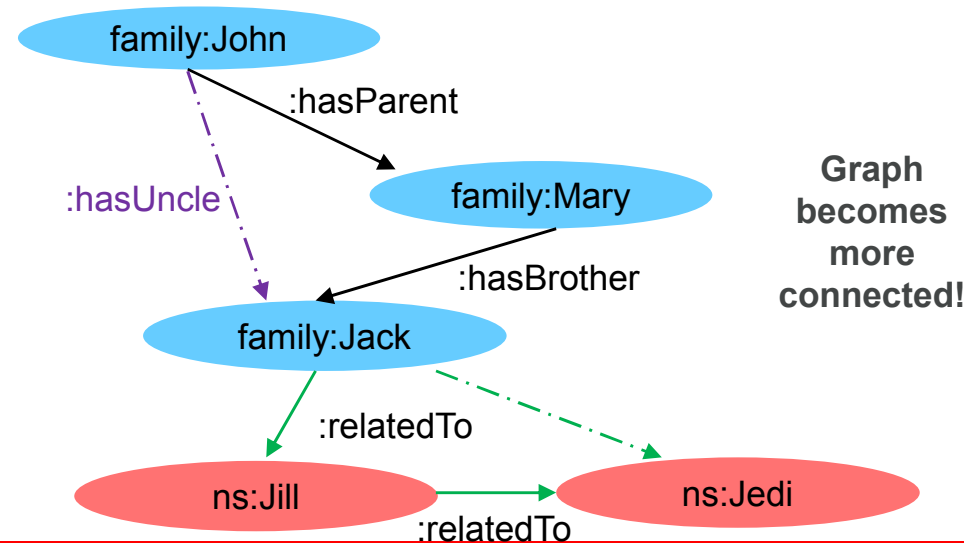 family:John
:hasParent
:hasUncle
family:Mary
Graph
becomes
more
connected!
:hasBrother
family:Jack
:relatedTo
ns:Jill
ns:Jedi
:relatedTo